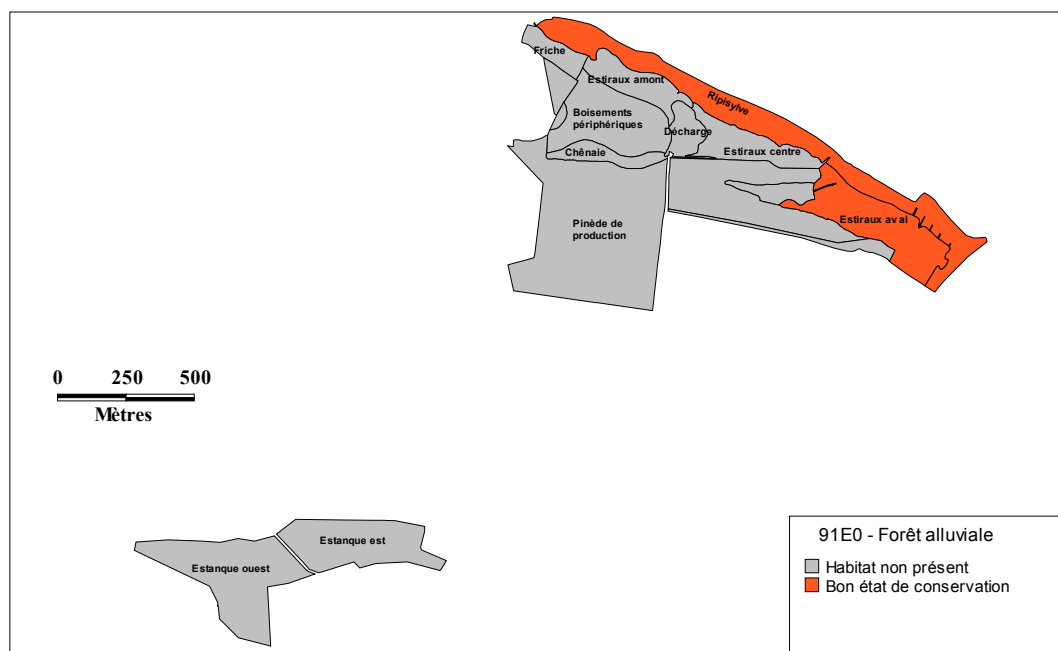 Friche
Estiraux amont
Ripisylve
Boisements
périphériques
Décharge
Estiraux centre
Chênaie
Estiraux aval
Pinède de
production
0 250 500
Mètres
Estanque est
Estanque ouest
91E0 - Forêt alluviale
Habitat non présent
Bon état de conservation